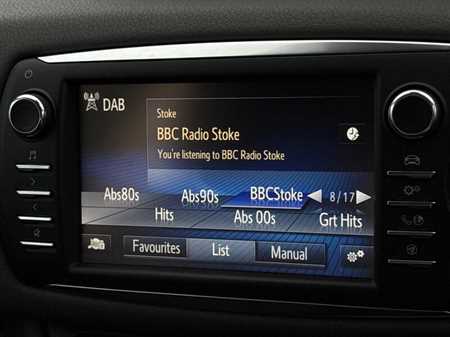 DAB
Stoke
BBC Radio Stoke
You're listening to BBC Radio Stoke
Abs80s Abs90s BBCStoke 8/17
Hits Abs 00s Grt Hits
Favourites List Manual